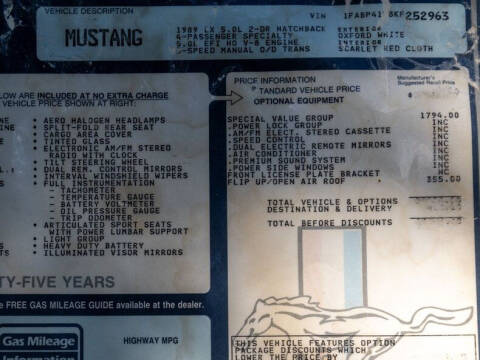 VEHICLE DESCRIPTION
MUSTANG
VIN 1FABP41 8KF252963
1989 LX 5.0L 2-DR HATCHBACK
4-PASSENGER SPECIALTY
5.0L EFI HO V-8 ENGINE
-SPEED MANUAL O/D TRANS
EXTERIOR
OXFORD WHITE
INTERIOR
SCARLET RED CLOTH
LOW ARE INCLUDED AT NO EXTRA CHARGE
VEHICLE PRICE SHOWN AT RIGHT:
• AERO HALOGEN HEADLAMPS
• SPLIT-FOLD REAR SEAT
• CARGO AREA COVER
• TINTED GLASS
• ELECTRONIC AM/FM STEREO
RADIO WITH CLOCK
• TILT STEERING WHEEL
• DUAL REM. CONTROL MIRRORS
• INTERVAL WINDSHIELD WIPERS
• FULL INSTRUMENTATION
- TACHOMETER
- TEMPERATURE GAUGE
- BATTERY VOLTMETER
- OIL PRESSURE GAUGE
- TRIP ODOMETER
• ARTICULATED SPORT SEATS
WITH POWER LUMBAR SUPPORT
• LIGHT GROUP
• HEAVY DUTY BATTERY
• ILLUMINATED VISOR MIRRORS
TY-FIVE YEARS
e FREE GAS MILEAGE GUIDE available at the dealer.
Gas Mileage
Information
HIGHWAY MPG
PRICE INFORMATION
Manufacturer's
Suggested Retail Price
TANDARD VEHICLE PRICE
$
OPTIONAL EQUIPMENT
SPECIAL VALUE GROUP 1794.00
.POWER LOCK GROUP INC
.AM/FM ELECT. STEREO CASSETTE INC
.SPEED CONTROL INC
.DUAL ELECTRIC REMOTE MIRRORS INC
.AIR CONDITIONER INC
.PREMIUM SOUND SYSTEM INC
.POWER SIDE WINDOWS INC
FRONT LICENSE PLATE BRACKET NC
FLIP UP/OPEN AIR ROOF 355.00
TOTAL VEHICLE & OPTIONS
DESTINATION & DELIVERY
TOTAL BEFORE DISCOUNTS
THIS VEHICLE FEATURES OPTION
PACKAGE DISCOUNTS WHICH
LOWER THE PRICE BY